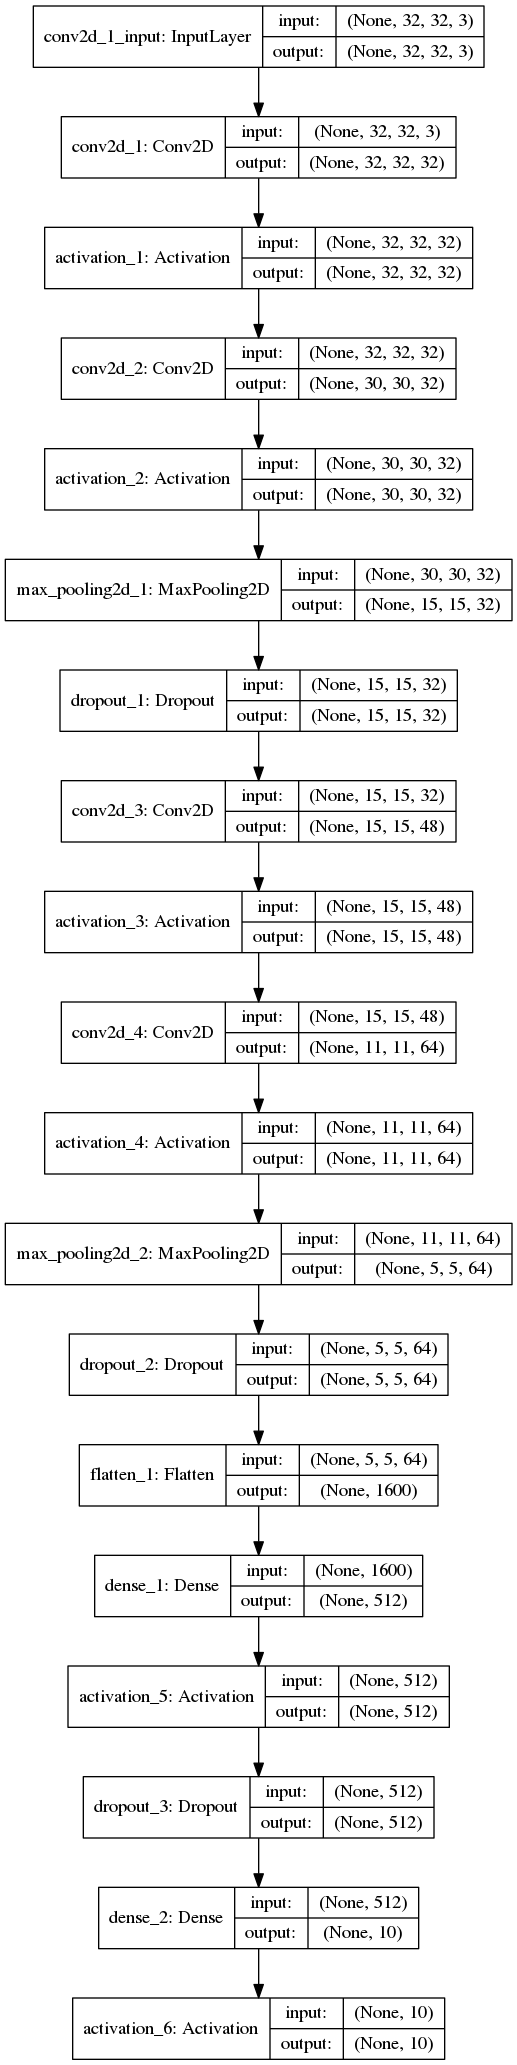 conv2d_1_input: InputLayer
input: (None, 32, 32, 3)
output: (None, 32, 32, 3)
conv2d_1: Conv2D
input: (None, 32, 32, 3)
output: (None, 32, 32, 32)
activation_1: Activation
input: (None, 32, 32, 32)
output: (None, 32, 32, 32)
conv2d_2: Conv2D
input: (None, 32, 32, 32)
output: (None, 30, 30, 32)
activation_2: Activation
input: (None, 30, 30, 32)
output: (None, 30, 30, 32)
max_pooling2d_1: MaxPooling2D
input: (None, 30, 30, 32)
output: (None, 15, 15, 32)
dropout_1: Dropout
input: (None, 15, 15, 32)
output: (None, 15, 15, 32)
conv2d_3: Conv2D
input: (None, 15, 15, 32)
output: (None, 15, 15, 48)
activation_3: Activation
input: (None, 15, 15, 48)
output: (None, 15, 15, 48)
conv2d_4: Conv2D
input: (None, 15, 15, 48)
output: (None, 11, 11, 64)
activation_4: Activation
input: (None, 11, 11, 64)
output: (None, 11, 11, 64)
max_pooling2d_2: MaxPooling2D
input: (None, 11, 11, 64)
output: (None, 5, 5, 64)
dropout_2: Dropout
input: (None, 5, 5, 64)
output: (None, 5, 5, 64)
flatten_1: Flatten
input: (None, 5, 5, 64)
output: (None, 1600)
dense_1: Dense
input: (None, 1600)
output: (None, 512)
activation_5: Activation
input: (None, 512)
output: (None, 512)
dropout_3: Dropout
input: (None, 512)
output: (None, 512)
dense_2: Dense
input: (None, 512)
output: (None, 10)
activation_6: Activation
input: (None, 10)
output: (None, 10)